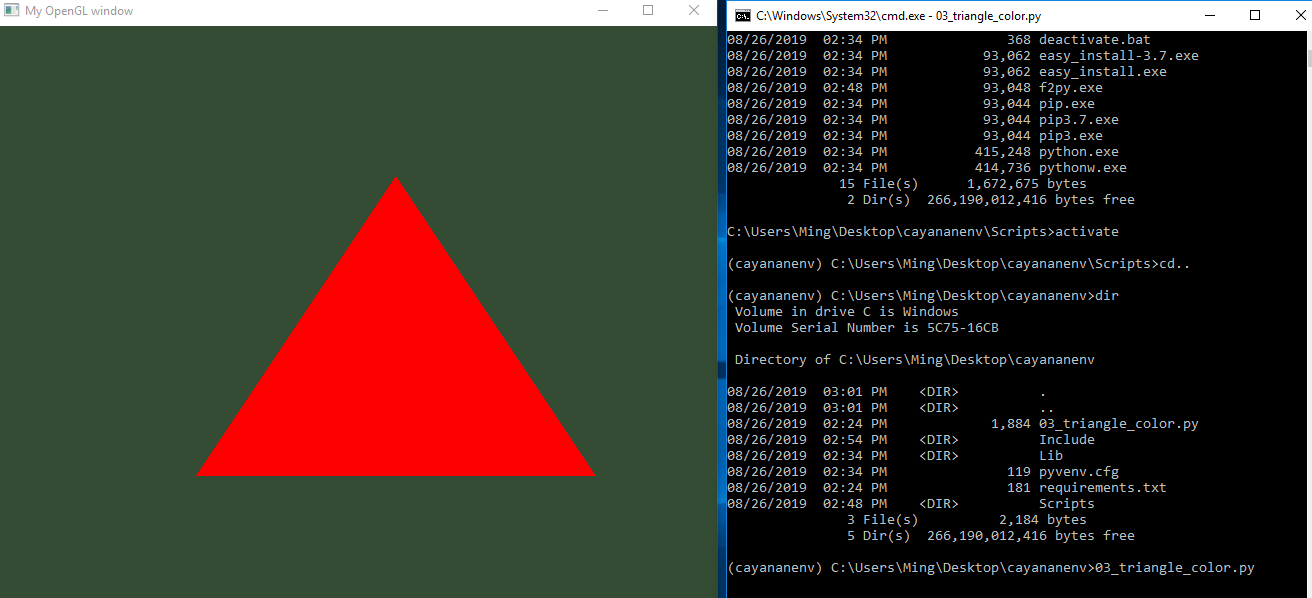 My OpenGL window
C:\Windows\System32\cmd.exe - 03_triangle_color.py
08/26/2019  02:34 PM               368 deactivate.bat
08/26/2019  02:34 PM            93,062 easy_install-3.7.exe
08/26/2019  02:34 PM            93,062 easy_install.exe
08/26/2019  02:48 PM            93,048 f2py.exe
08/26/2019  02:34 PM            93,044 pip.exe
08/26/2019  02:34 PM            93,044 pip3.7.exe
08/26/2019  02:34 PM            93,044 pip3.exe
08/26/2019  02:34 PM           415,248 python.exe
08/26/2019  02:34 PM           414,736 pythonw.exe
              15 File(s)      1,672,675 bytes
               2 Dir(s)  266,190,012,416 bytes free
C:\Users\Ming\Desktop\cayananenv\Scripts>activate
(cayananenv) C:\Users\Ming\Desktop\cayananenv\Scripts>cd..
(cayananenv) C:\Users\Ming\Desktop\cayananenv>dir
 Volume in drive C is Windows
 Volume Serial Number is 5C75-16CB
 Directory of C:\Users\Ming\Desktop\cayananenv
08/26/2019  03:01 PM    <DIR>          .
08/26/2019  03:01 PM    <DIR>          ..
08/26/2019  02:24 PM             1,884 03_triangle_color.py
08/26/2019  02:54 PM    <DIR>          Include
08/26/2019  02:34 PM    <DIR>          Lib
08/26/2019  02:34 PM               119 pyvenv.cfg
08/26/2019  02:24 PM               181 requirements.txt
08/26/2019  02:48 PM    <DIR>          Scripts
               3 File(s)          2,184 bytes
               5 Dir(s)  266,190,012,416 bytes free
(cayananenv) C:\Users\Ming\Desktop\cayananenv>03_triangle_color.py